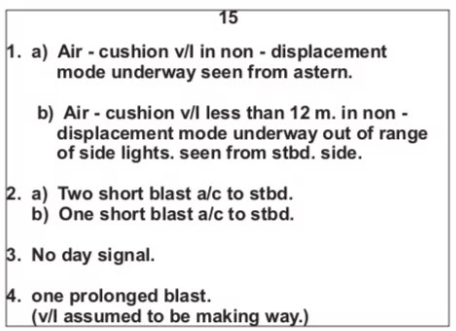 15
1. a) Air - cushion v/l in non - displacement
mode underway seen from astern.
b) Air - cushion v/l less than 12 m. in non -
displacement mode underway out of range
of side lights. seen from stbd. side.
2. a) Two short blast a/c to stbd.
b) One short blast a/c to stbd.
3. No day signal.
4. one prolonged blast.
(v/l assumed to be making way.)